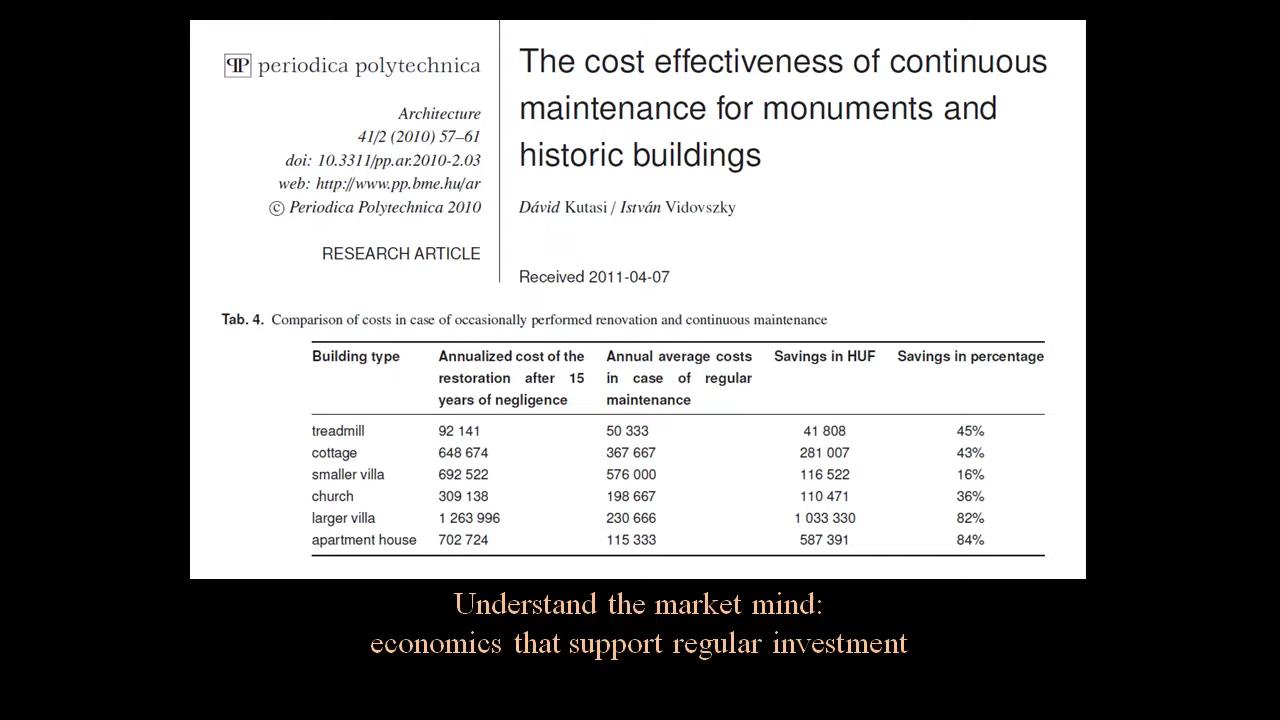 PP periodica polytechnica
Architecture
41/2 (2010) 57–61
doi: 10.3311/pp.ar.2010-2.03
web: http://www.pp.bme.hu/ar
© Periodica Polytechnica 2010
RESEARCH ARTICLE
The cost effectiveness of continuous
maintenance for monuments and
historic buildings
Dávid Kutasi / István Vidovszky
Received 2011-04-07
Tab. 4. Comparison of costs in case of occasionally performed renovation and continuous maintenance
Building type Annualized cost of the Annual average costs Savings in HUF Savings in percentage
restoration after 15 in case of regular
years of negligence maintenance
treadmill 92 141 50 333 41 808 45%
cottage 648 674 367 667 281 007 43%
smaller villa 692 522 576 000 116 522 16%
church 309 138 198 667 110 471 36%
larger villa 1 263 996 230 666 1 033 330 82%
apartment house 702 724 115 333 587 391 84%
Understand the market mind:
economics that support regular investment